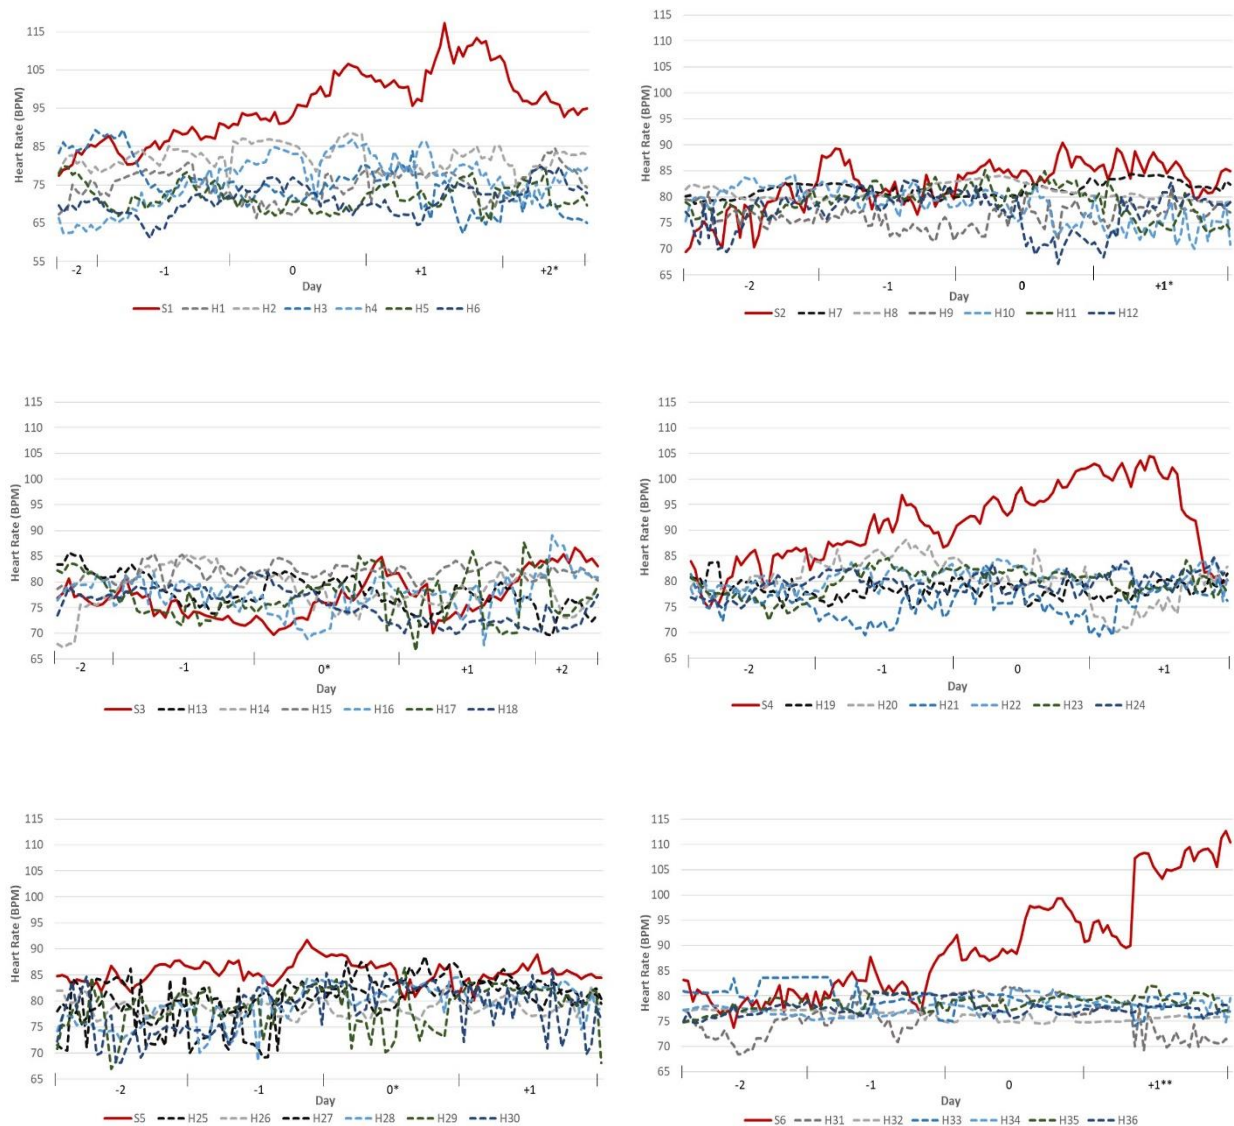 115
105
95
85
75
65
55
Heart Rate (BPM)
-2 -1 0 +1 +2*
Day
S1 H1 H2 H3 h4 H5 H6
115
110
105
100
95
90
85
80
75
70
65
Heart Rate (BPM)
-2 -1 0 +1*
Day
S2 H7 H8 H9 H10 H11 H12
115
110
105
100
95
90
85
80
75
70
65
Heart Rate (BPM)
-2 -1 0* +1 +2
Day
S3 H13 H14 H15 H16 H17 H18
115
110
105
100
95
90
85
80
75
70
65
Heart Rate (BPM)
-2 -1 0 +1
Day
S4 H19 H20 H21 H22 H23 H24
115
110
105
100
95
90
85
80
75
70
65
Heart Rate (BPM)
-2 -1 0* +1
Day
S5 H25 H26 H27 H28 H29 H30
115
110
105
100
95
90
85
80
75
70
65
Heart Rate (BPM)
-2 -1 0 +1**
Day
S6 H31 H32 H33 H34 H35 H36